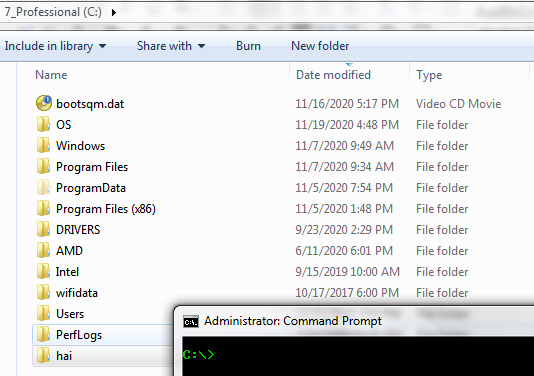 7_Professional (C:)
Include in library Share with Burn New folder
Name Date modified Type
bootsqm.dat 11/16/2020 5:17 PM Video CD Movie
OS 11/19/2020 4:48 PM File folder
Windows 11/7/2020 9:49 AM File folder
Program Files 11/7/2020 9:34 AM File folder
ProgramData 11/5/2020 7:54 PM File folder
Program Files (x86) 11/5/2020 1:48 PM File folder
DRIVERS 9/23/2020 2:29 PM File folder
AMD 6/11/2020 6:01 PM File folder
Intel 9/15/2019 10:00 AM File folder
wifidata 10/17/2017 6:00 PM File folder
Users
PerfLogs
hai
Administrator: Command Prompt
C:\>